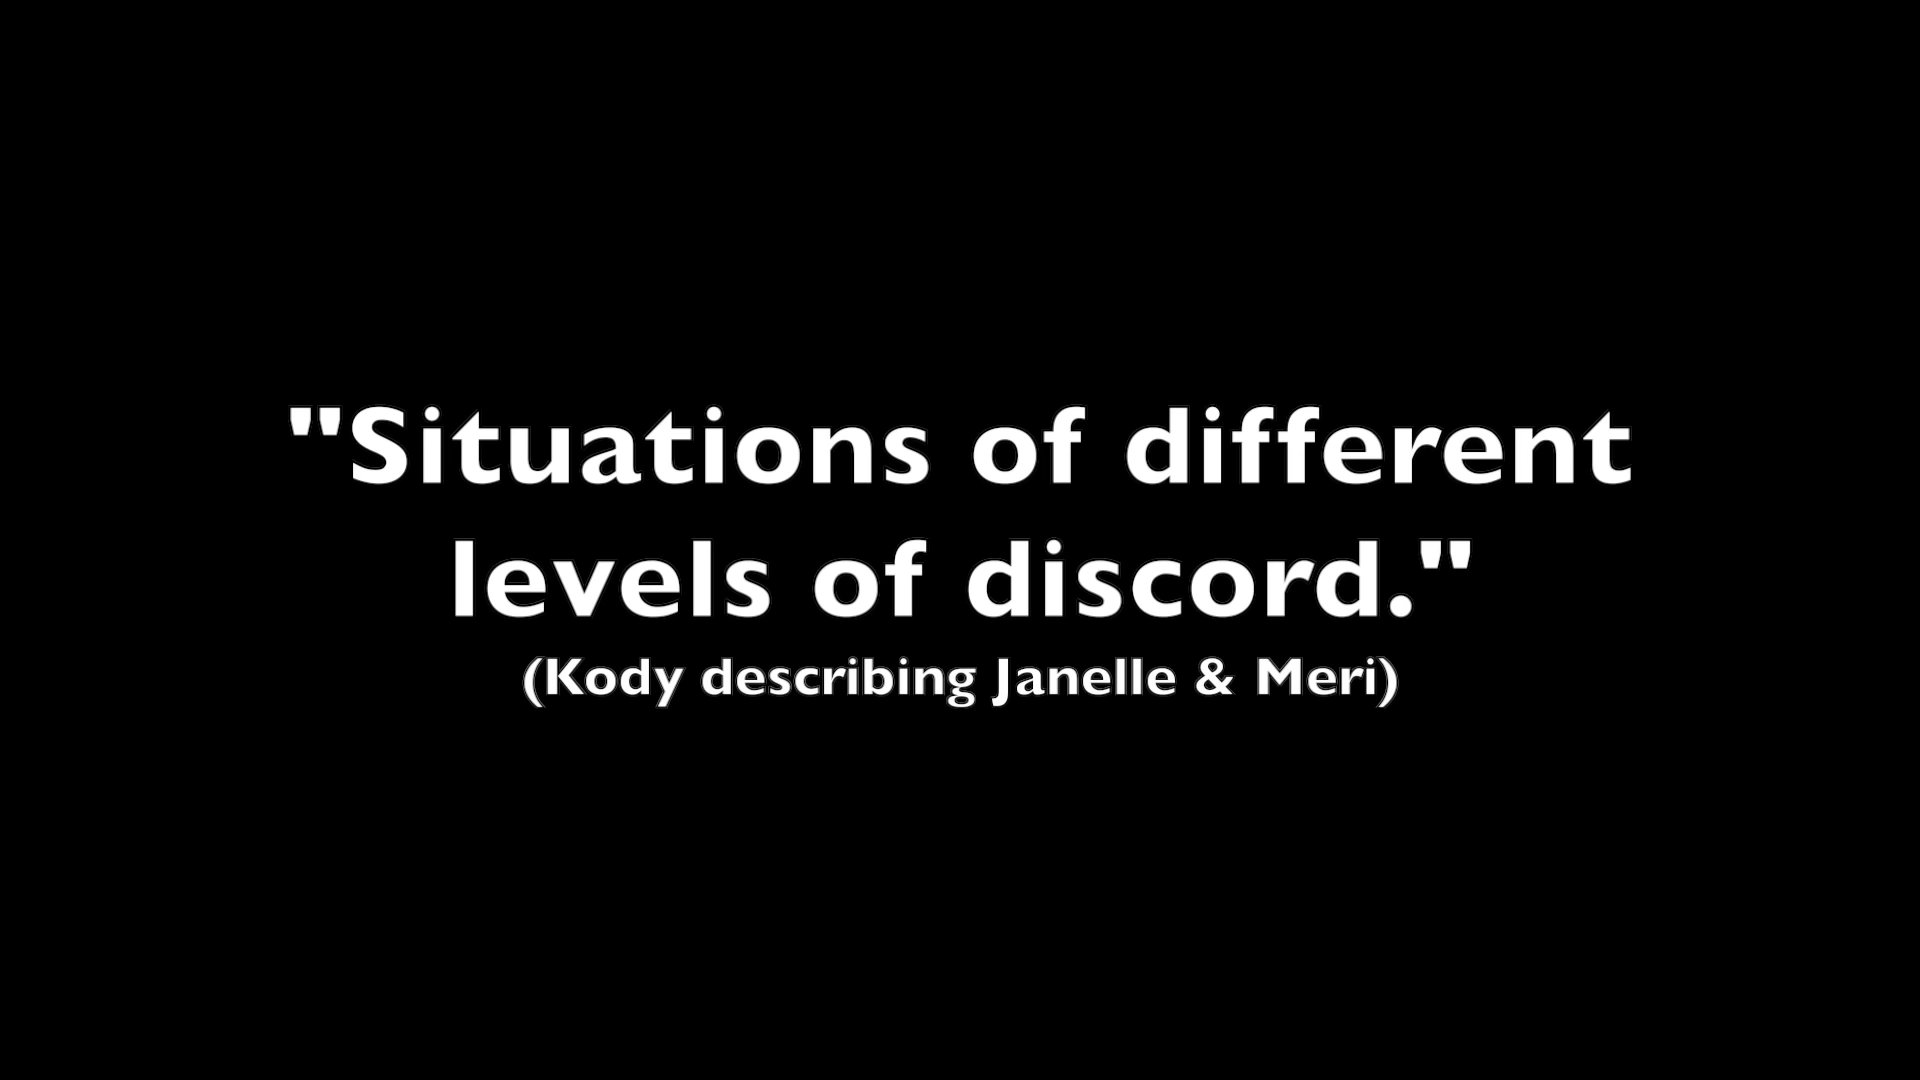 "Situations of different
levels of discord."
(Kody describing Janelle & Meri)